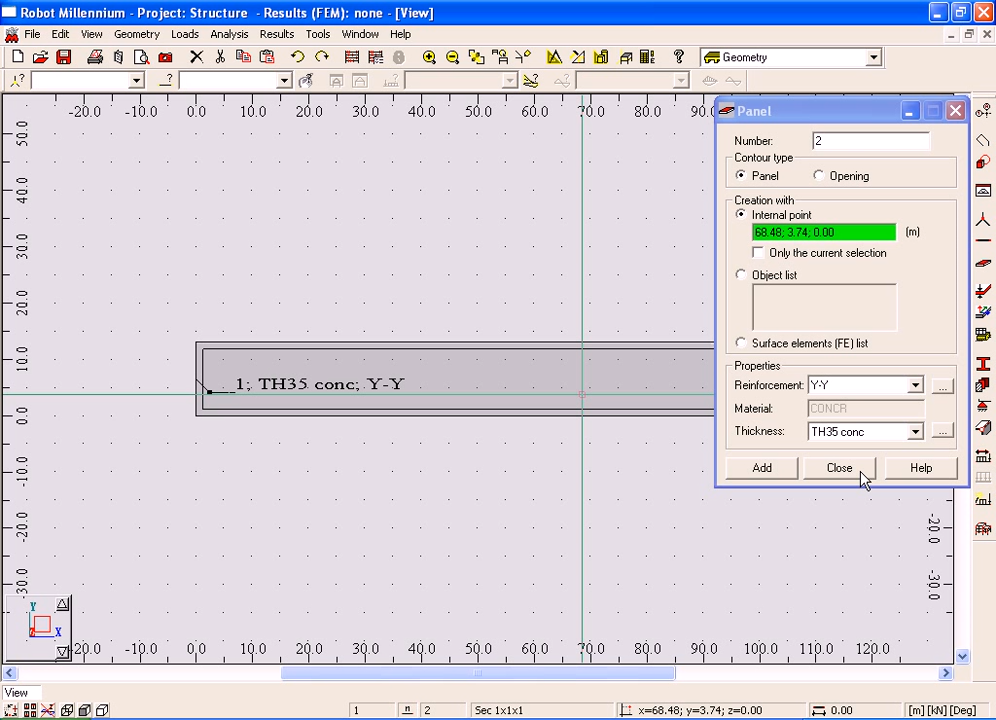 Robot Millennium - Project: Structure - Results (FEM): none - [View]
File Edit View Geometry Loads Analysis Results Tools Window Help
Geometry
20.0 -10.0 0.0 10.0 20.0 30.0 40.0 50.0 60.0 70.0 80.0 90.0
50.0
40.0
30.0
20.0
10.0
0.0
-10.0
-20.0
-30.0
1; TH35 conc; Y-Y
Panel
Number: 2
Contour type
Panel Opening
Creation with
Internal point
68.48; 3.74; 0.00 (m)
Only the current selection
Object list
Surface elements (FE) list
Properties
Reinforcement: Y-Y ...
Material: CONCR
Thickness: TH35 conc ...
Add Close Help
-20.0
-30.0
Y
Z X
-20.0 -10.0 0.0 10.0 20.0 30.0 40.0 50.0 60.0 70.0 80.0 90.0 100.0 110.0 120.0
View
1 2 Sec 1x1x1 x=68.48; y=3.74; z=0.00 0.00 [m] [kN] [Deg]